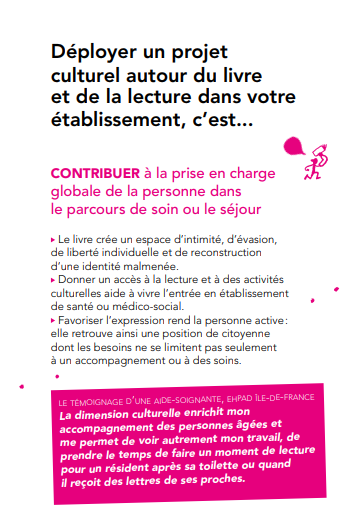 Déployer un projet
culturel autour du livre
et de la lecture dans votre
établissement, c'est...
CONTRIBUER à la prise en charge
globale de la personne dans
le parcours de soin ou le séjour
▸ Le livre crée un espace d'intimité, d'évasion,
de liberté individuelle et de reconstruction
d'une identité malmenée.
▸ Donner un accès à la lecture et à des activités
culturelles aide à vivre l'entrée en établissement
de santé ou médico-social.
▸ Favoriser l'expression rend la personne active :
elle retrouve ainsi une position de citoyenne
dont les besoins ne se limitent pas seulement
à un accompagnement ou à des soins.
LE TÉMOIGNAGE D'UNE AIDE-SOIGNANTE, EHPAD ÎLE-DE-FRANCE
La dimension culturelle enrichit mon
accompagnement des personnes âgées et
me permet de voir autrement mon travail, de
prendre le temps de faire un moment de lecture
pour un résident après sa toilette ou quand
il reçoit des lettres de ses proches.